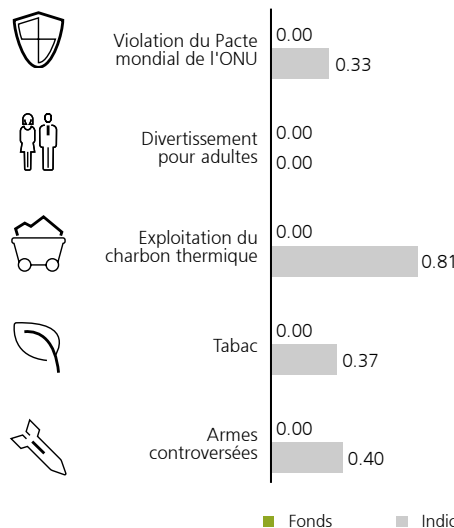 0.00
Violation du Pacte
mondial de l'ONU
0.33
0.00
Divertissement
pour adultes
0.00
0.00
Exploitation du
charbon thermique
0.81
0.00
Tabac
0.37
0.00
Armes
controversées
0.40
Fonds